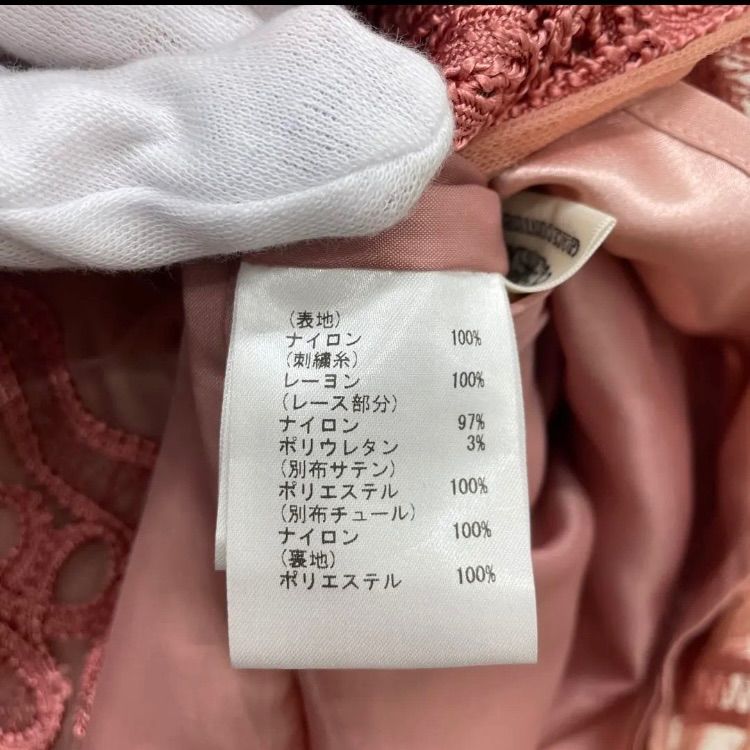 (表地)
ナイロン 100%
(刺繍糸)
レーヨン 100%
(レース部分)
ナイロン 97%
ポリウレタン 3%
(別布サテン)
ポリエステル 100%
(別布チュール)
ナイロン 100%
(裏地)
ポリエステル 100%